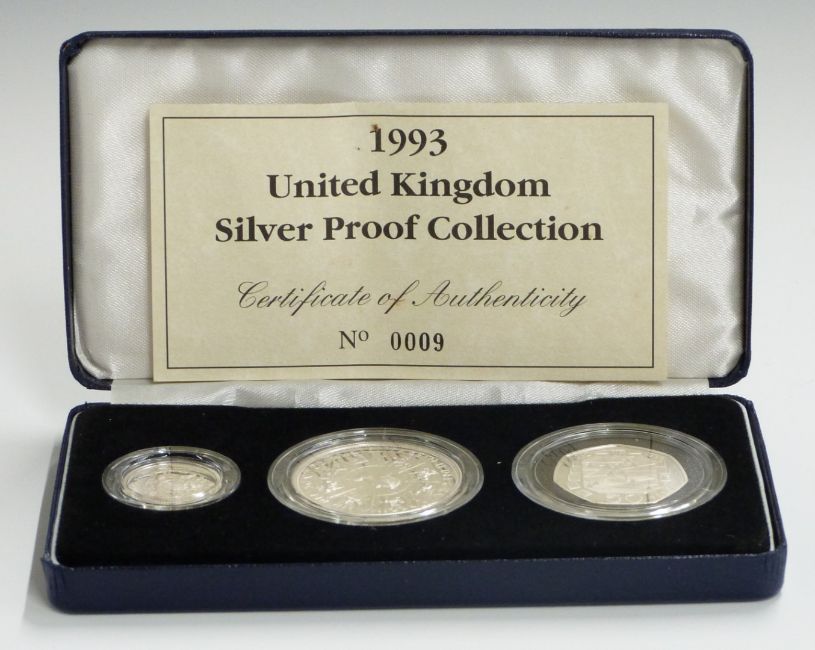 1993
United Kingdom
Silver Proof Collection
Certificate of Authenticity
Nº 0009